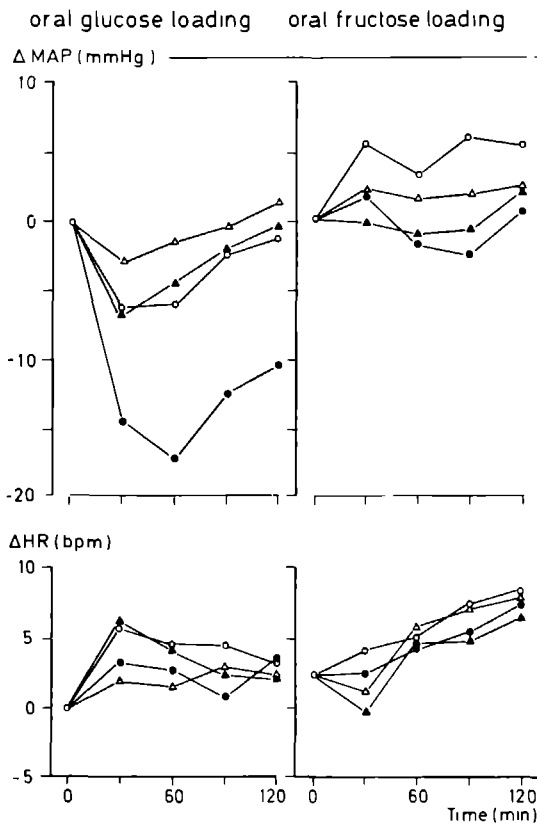 oral glucose loading oral fructose loading
Δ MAP (mmHg)
10
0
-10
-20
ΔHR (bpm)
10
5
0
-5
0 60 120 0 60 120
Time (min)